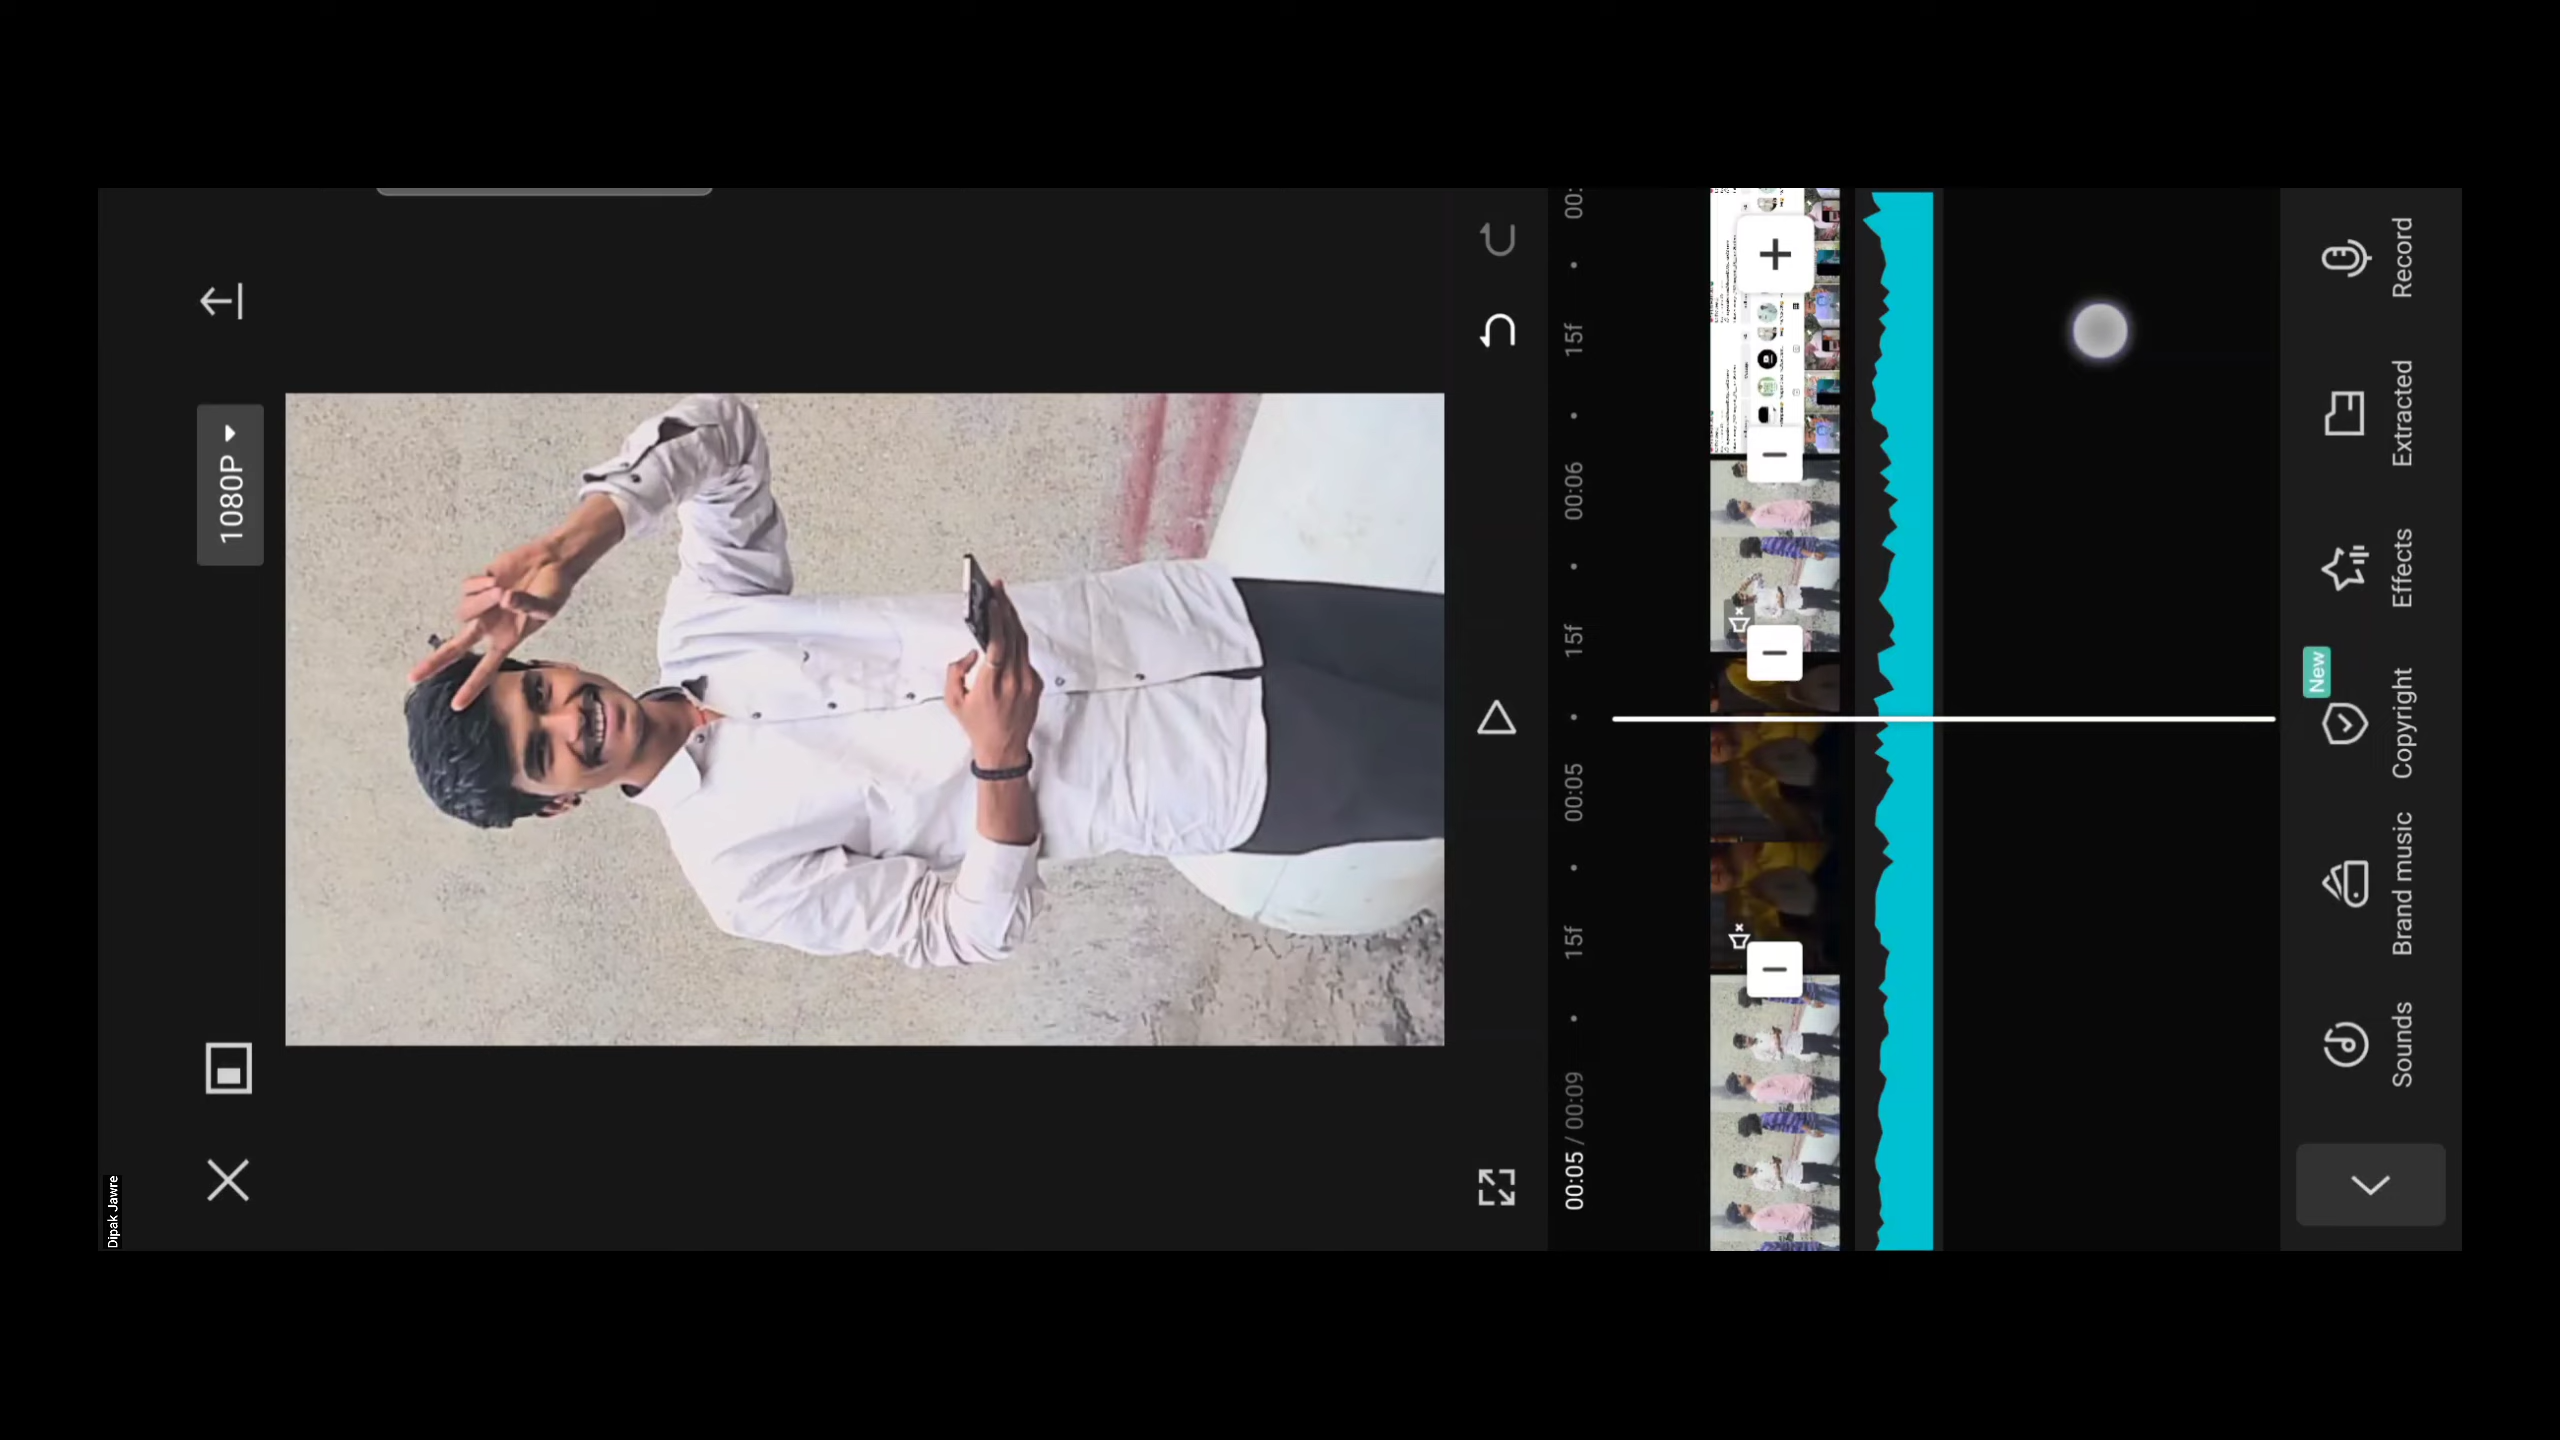 1080P
00:05 / 00:09
15f
00:05
15f
00:06
15f
00:
Sounds
Brand music
Copyright
New
Effects
Extracted
Record
Dipak Jawre